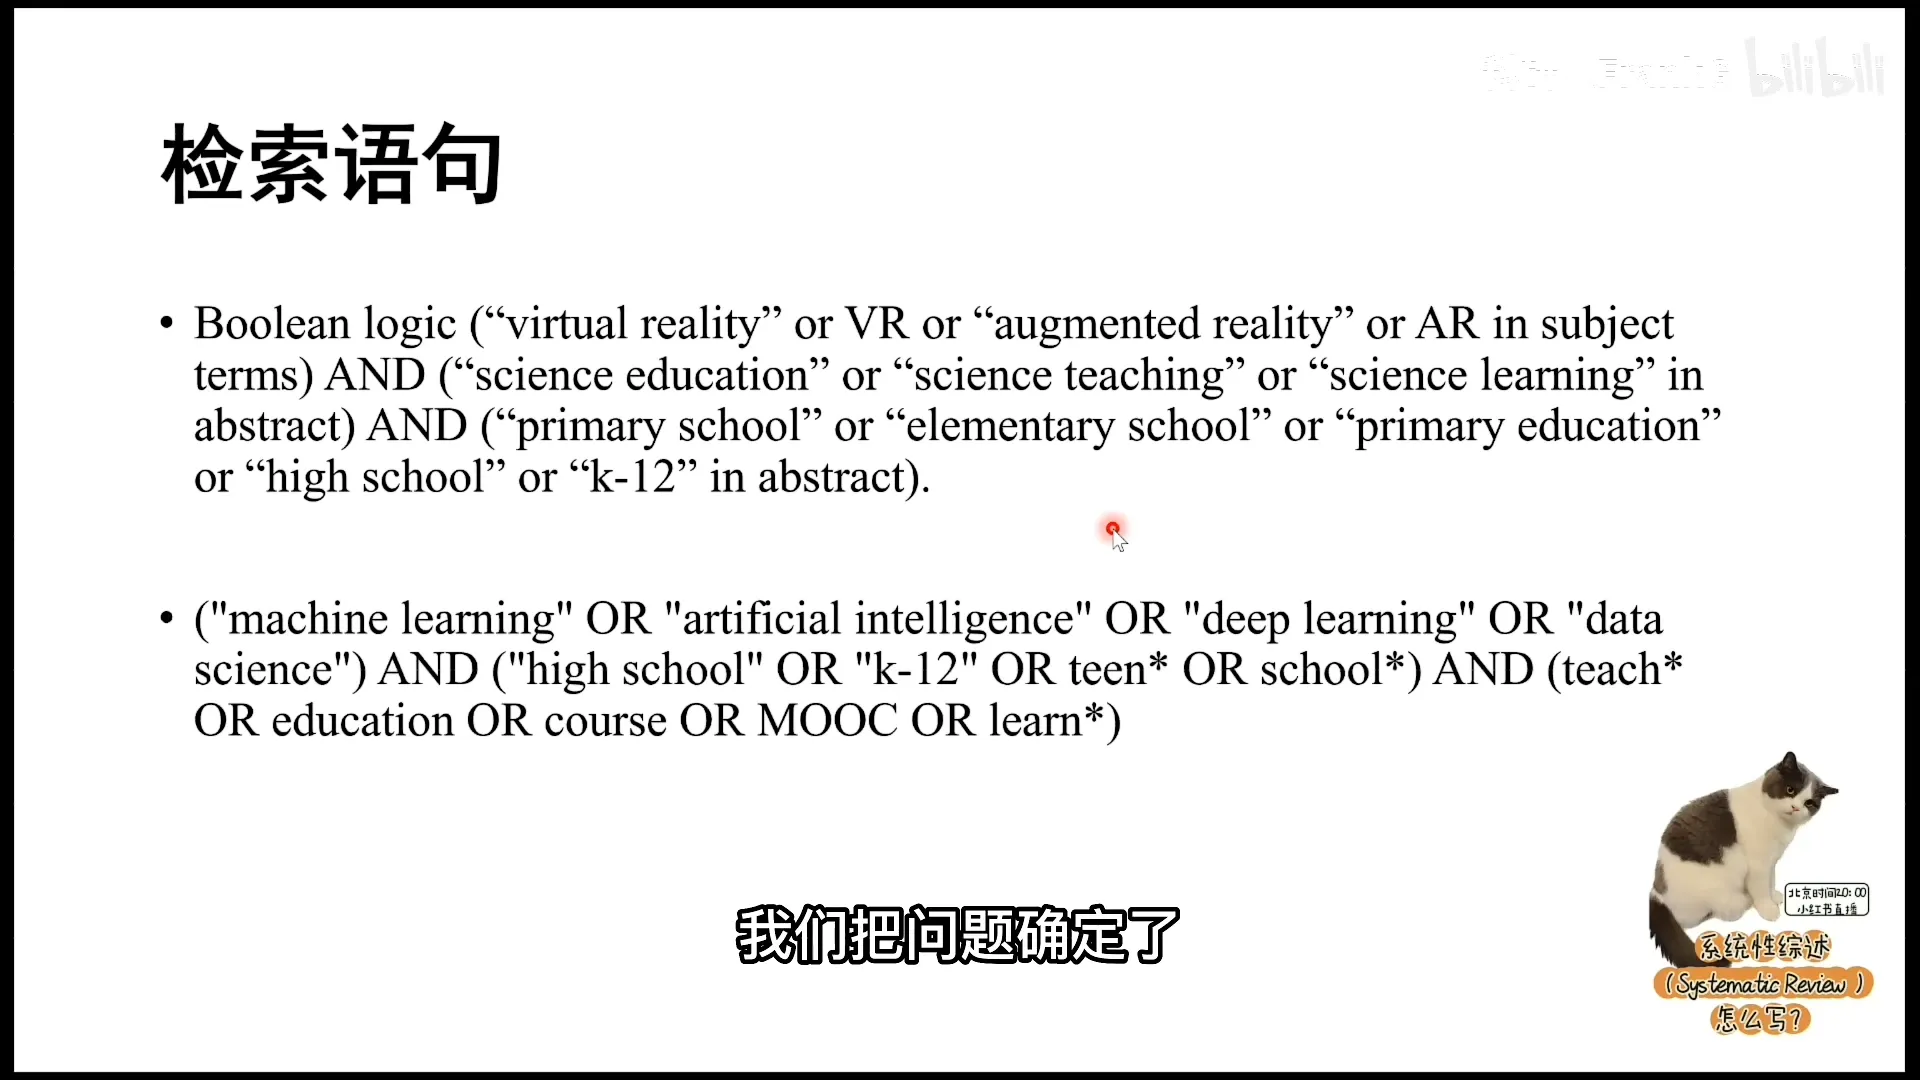 bilibili
检索语句
• Boolean logic (“virtual reality” or VR or “augmented reality” or AR in subject
terms) AND (“science education” or “science teaching” or “science learning” in
abstract) AND (“primary school” or “elementary school” or “primary education”
or “high school” or “k-12” in abstract).
• ("machine learning" OR "artificial intelligence" OR "deep learning" OR "data
science") AND ("high school" OR "k-12" OR teen* OR school*) AND (teach*
OR education OR course OR MOOC OR learn*)
北京时间20:00
小红书直播
我们把问题确定了
系统性综述
(Systematic Review)
怎么写?